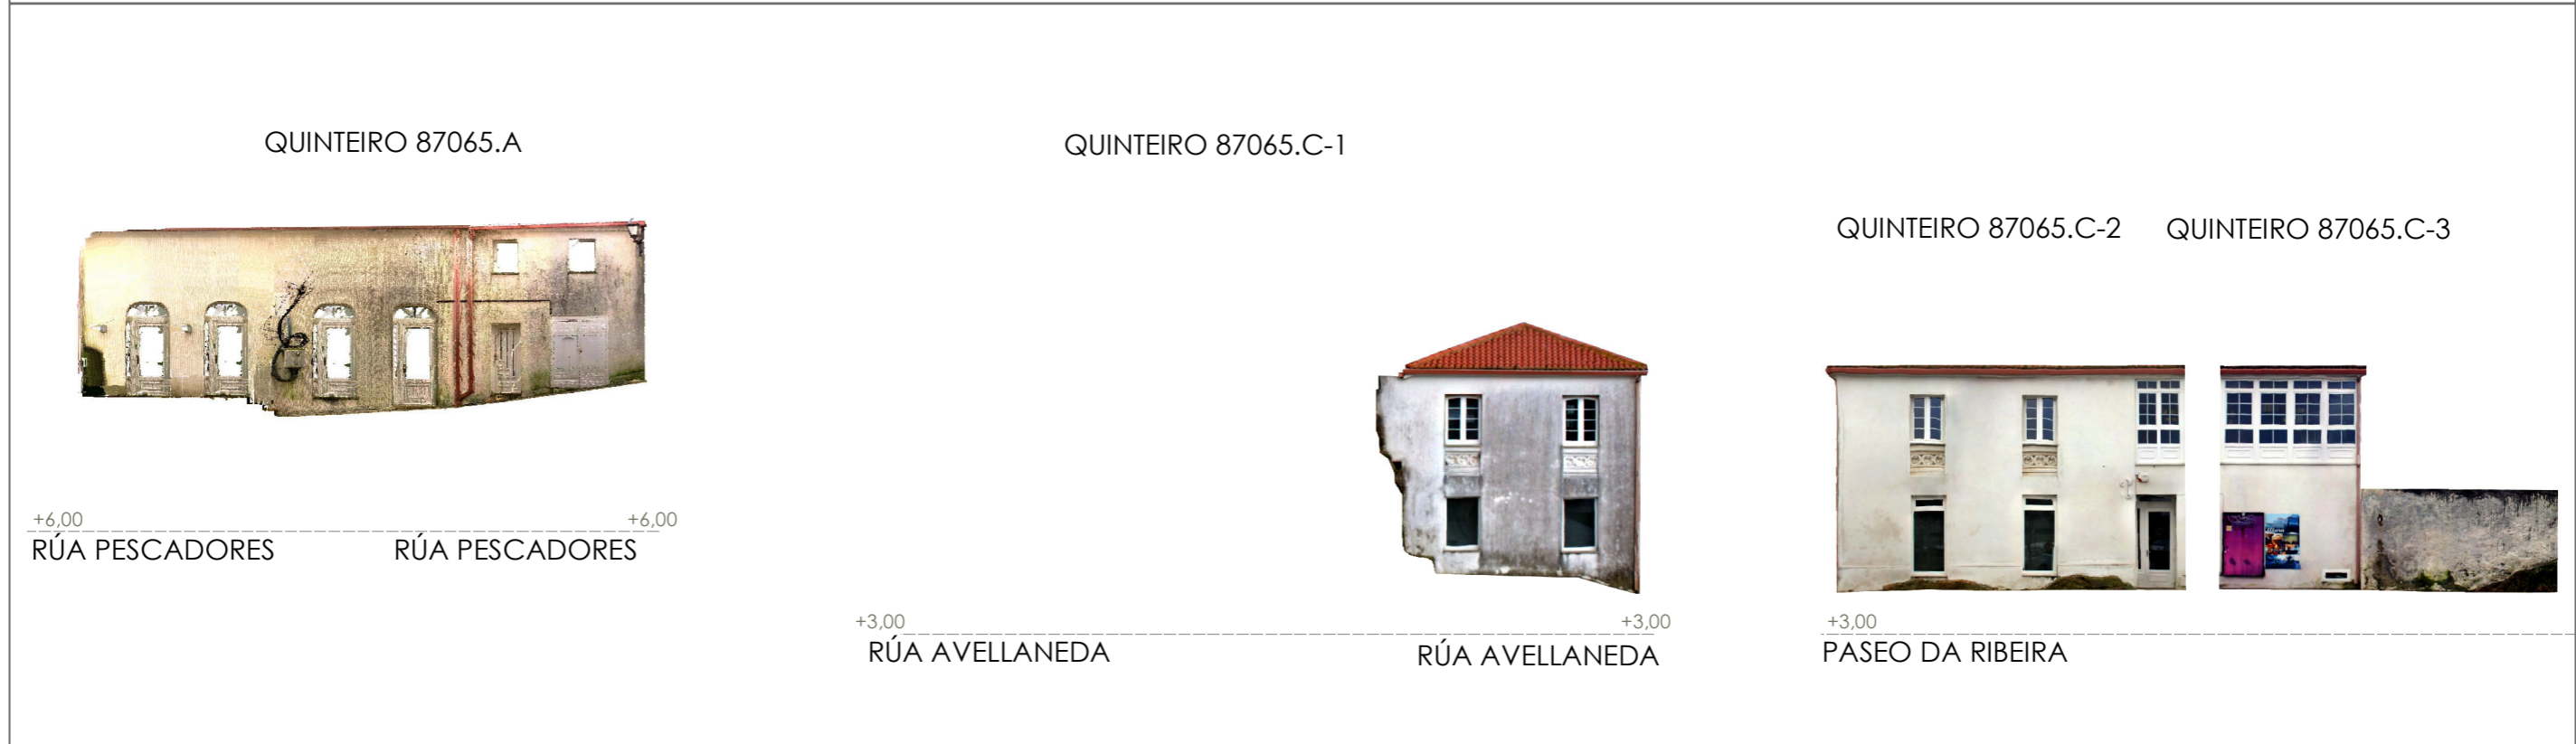 QUINTEIRO 87065.A
QUINTEIRO 87065.C-1
QUINTEIRO 87065.C-2
QUINTEIRO 87065.C-3
+6,00
+6,00
RÚA PESCADORES
RÚA PESCADORES
+3,00
+3,00
+3,00
RÚA AVELLANEDA
RÚA AVELLANEDA
PASEO DA RIBEIRA